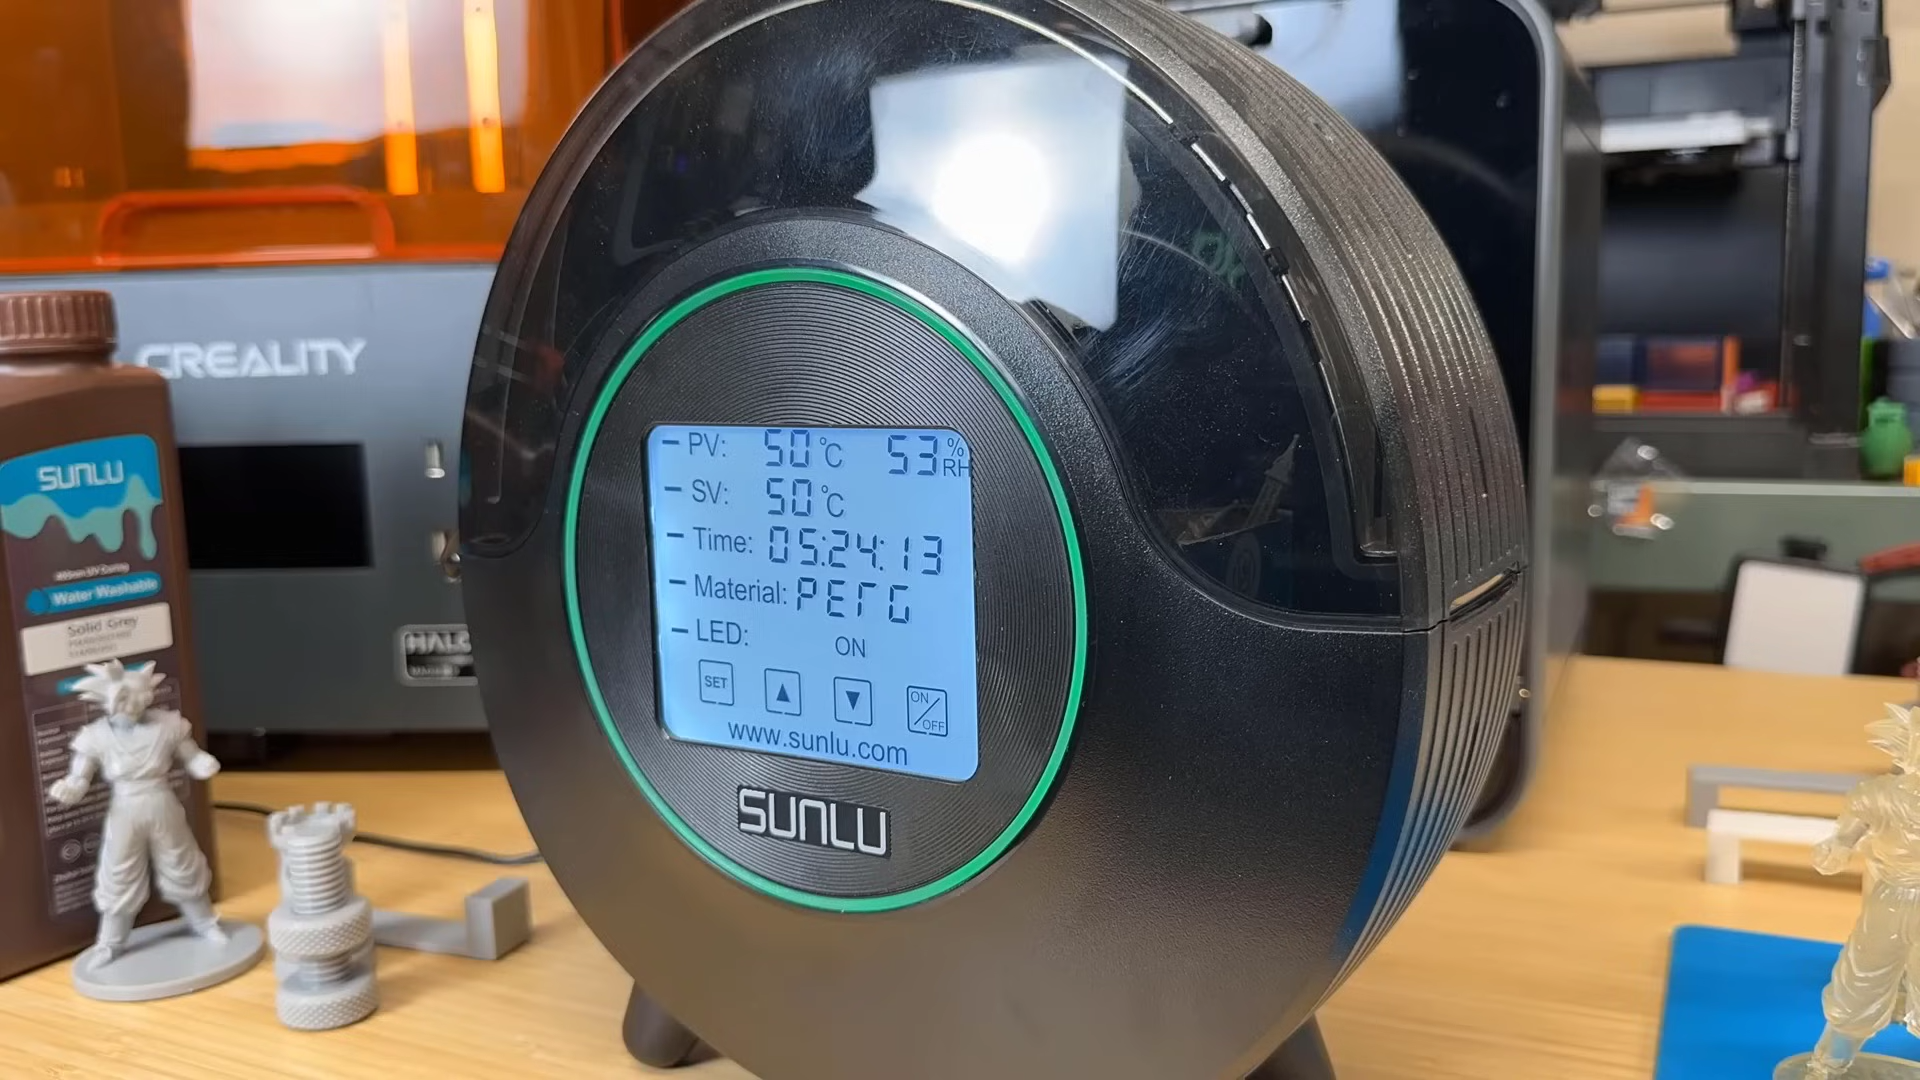 CREALITY
SUNLU
Water Washable
Solid Grey
HALO
PV: 50 °C 53 % RH
SV: 50 °C
Time: 05:24:13
Material: PETG
LED: ON
SET ▲ ▼ ON/OFF
www.sunlu.com
SUNLU